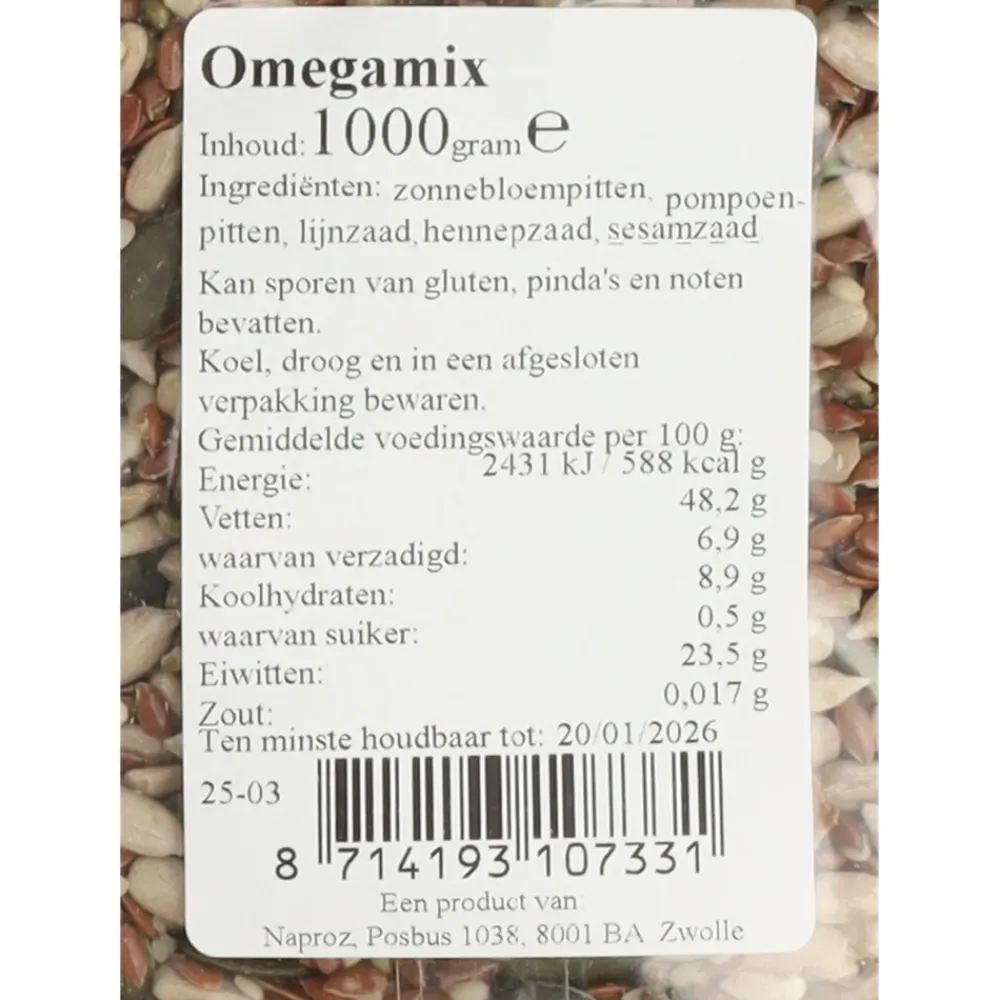 Omegamix
Inhoud: 1000 gram ℮
Ingrediënten: zonnebloempitten, pompoen-
pitten, lijnzaad, hennepzaad, sesamzaad
Kan sporen van gluten, pinda's en noten
bevatten.
Koel, droog en in een afgesloten
verpakking bewaren.
Gemiddelde voedingswaarde per 100 g:
Energie: 2431 kJ / 588 kcal g
Vetten: 48,2 g
waarvan verzadigd: 6,9 g
Koolhydraten: 8,9 g
waarvan suiker: 0,5 g
Eiwitten: 23,5 g
Zout: 0,017 g
Ten minste houdbaar tot: 20/01/2026
25-03
8 714193 107331
Een product van:
Naproz, Posbus 1038, 8001 BA Zwolle